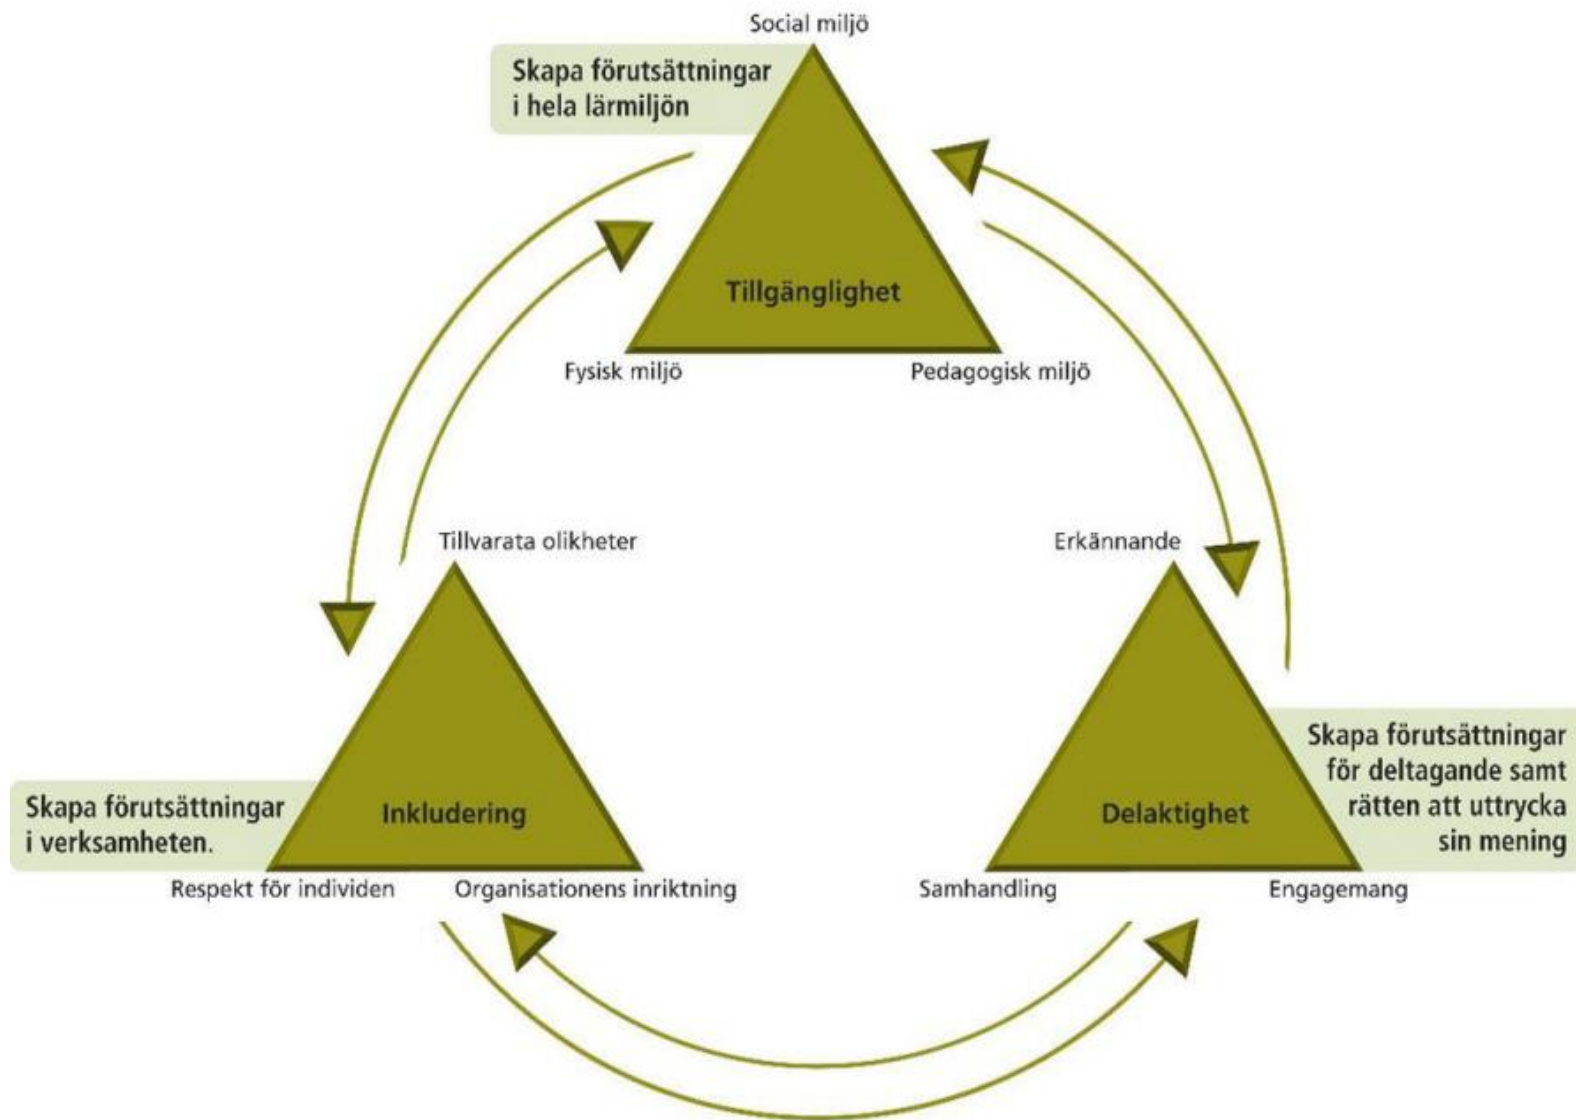 Social miljö
Skapa förutsättningar
i hela lärmiljön
Tillgänglighet
Fysisk miljö
Pedagogisk miljö
Tillvarata olikheter
Skapa förutsättningar
i verksamheten.
Inkludering
Respekt för individen
Organisationens inriktning
Erkännande
Delaktighet
Skapa förutsättningar
för deltagande samt
rätten att uttrycka
sin mening
Samhandling
Engagemang